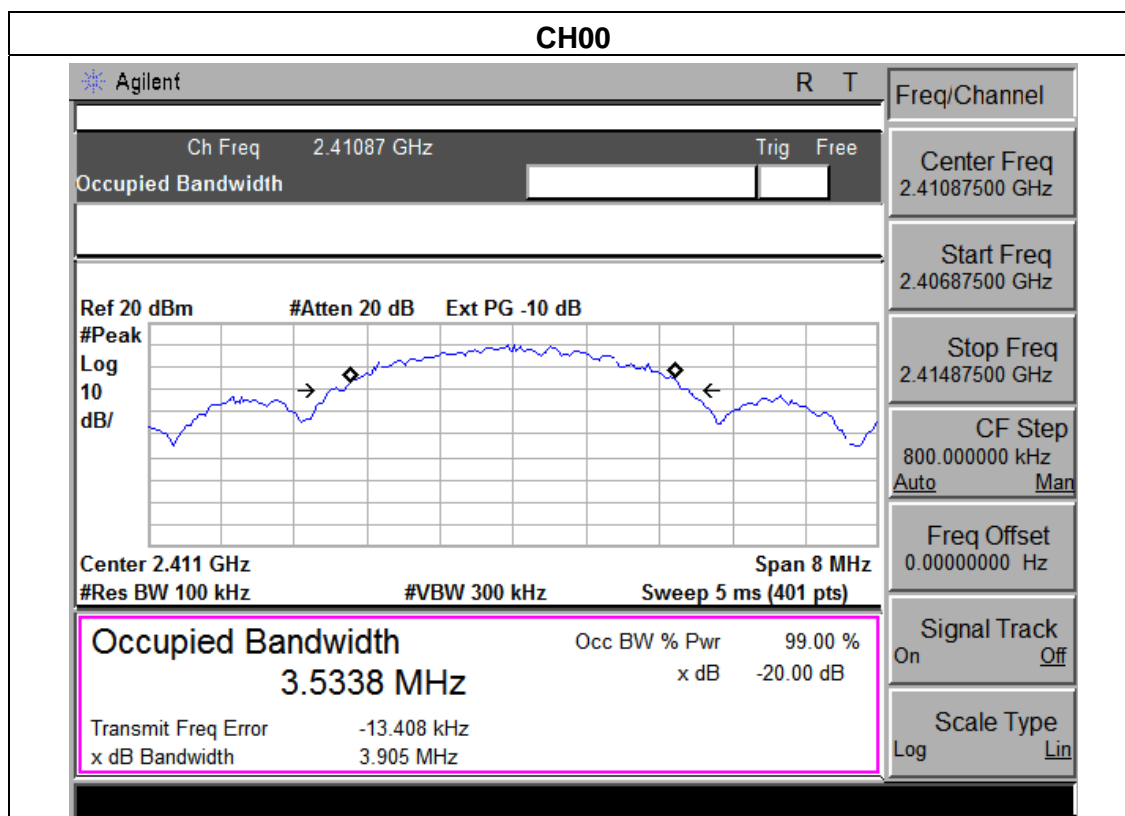 CH00
Agilent R T
Freq/Channel
Ch Freq 2.41087 GHz Trig Free
Occupied Bandwidth
Center Freq
2.41087500 GHz
Start Freq
2.40687500 GHz
Stop Freq
2.41487500 GHz
CF Step
800.000000 kHz
Auto Man
Freq Offset
0.00000000 Hz
Signal Track
On Off
Scale Type
Log Lin
Ref 20 dBm #Atten 20 dB Ext PG -10 dB
#Peak
Log
10
dB/
Center 2.411 GHz Span 8 MHz
#Res BW 100 kHz #VBW 300 kHz Sweep 5 ms (401 pts)
Occupied Bandwidth Occ BW % Pwr 99.00 %
3.5338 MHz x dB -20.00 dB
Transmit Freq Error -13.408 kHz
x dB Bandwidth 3.905 MHz